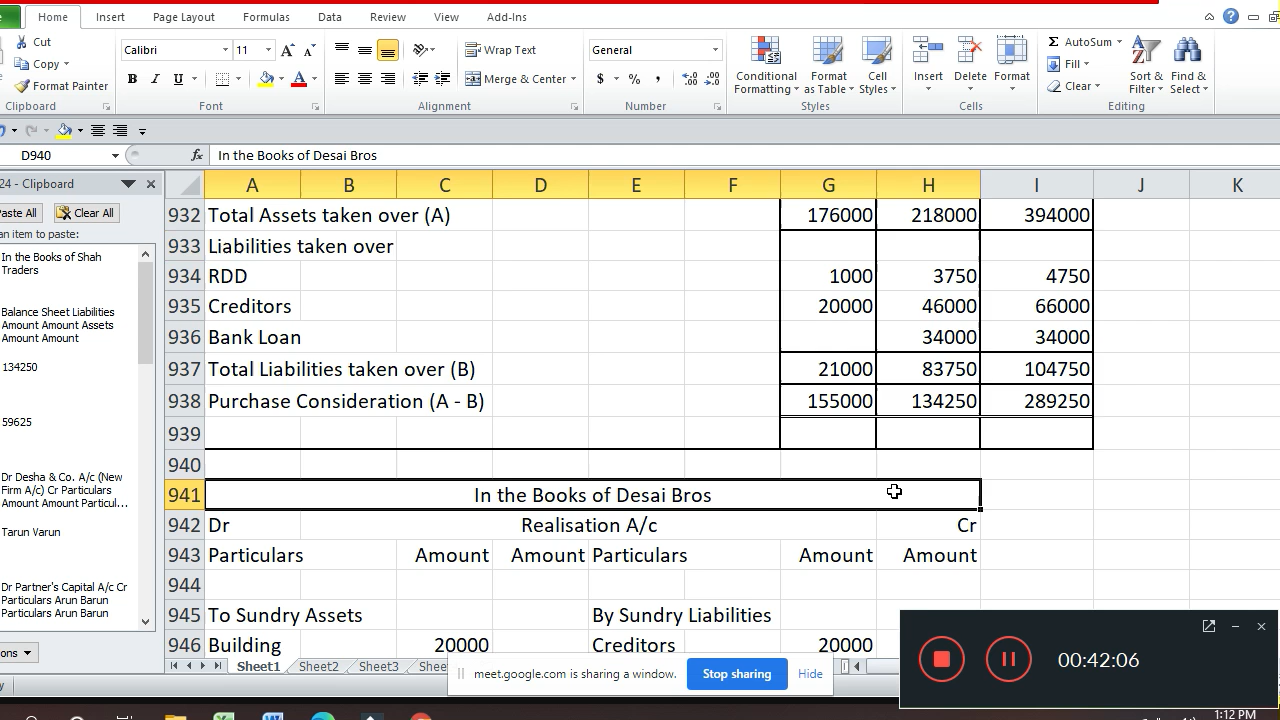 Home Insert Page Layout Formulas Data Review View Add-Ins
Cut
Copy
Format Painter
Clipboard
Calibri 11
B I U
Font
Wrap Text
Merge & Center
Alignment
General
$ % ,
Number
Conditional Formatting
Format as Table
Cell Styles
Styles
Insert Delete Format
Cells
AutoSum
Fill
Clear
Sort & Filter
Find & Select
Editing
D940 fx In the Books of Desai Bros
24 - Clipboard
Paste All Clear All
an item to paste:
In the Books of Shah
Traders
Balance Sheet Liabilities
Amount Amount Assets
Amount Amount
134250
59625
Dr Desha & Co. A/c (New
Firm A/c) Cr Particulars
Amount Amount Particul...
Tarun Varun
Dr Partner's Capital A/c Cr
Particulars Arun Barun
Particulars Arun Barun
A B C D E F G H I J K
932 Total Assets taken over (A) 176000 218000 394000
933 Liabilities taken over
934 RDD 1000 3750 4750
935 Creditors 20000 46000 66000
936 Bank Loan 34000 34000
937 Total Liabilities taken over (B) 21000 83750 104750
938 Purchase Consideration (A - B) 155000 134250 289250
939
940
941 In the Books of Desai Bros
942 Dr Realisation A/c Cr
943 Particulars Amount Amount Particulars Amount Amount
944
945 To Sundry Assets By Sundry Liabilities
946 Building 20000 Creditors 20000
Sheet1 Sheet2 Sheet3
meet.google.com is sharing a window. Stop sharing Hide
00:42:06
1:12 PM